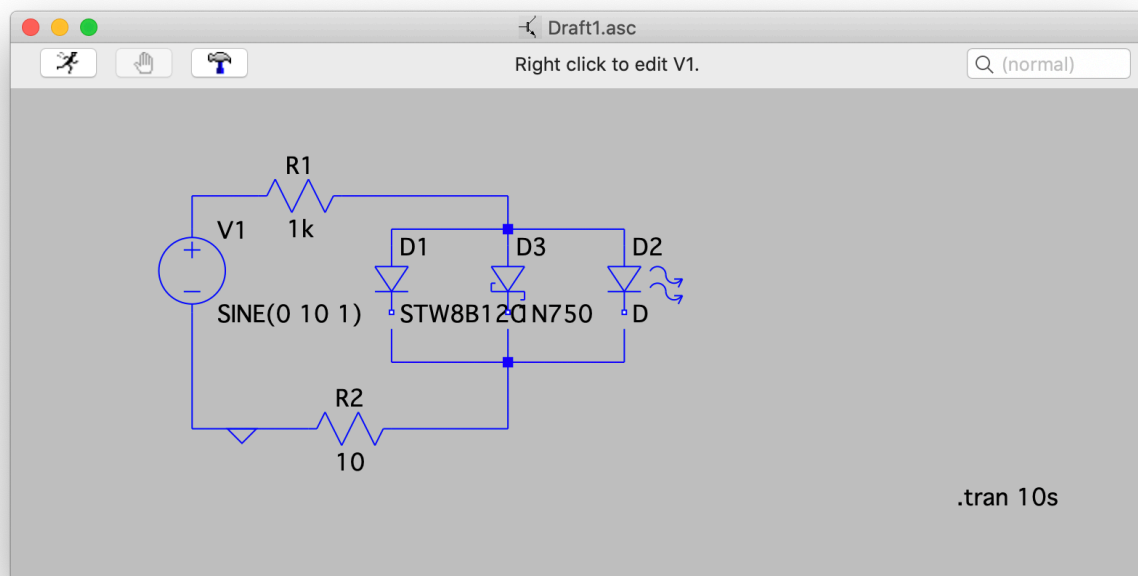 Draft1.asc
Right click to edit V1.
(normal)
R1
1k
V1
SINE(0 10 1)
D1
D3
D2
STW8B12C
1N750
D
R2
10
.tran 10s